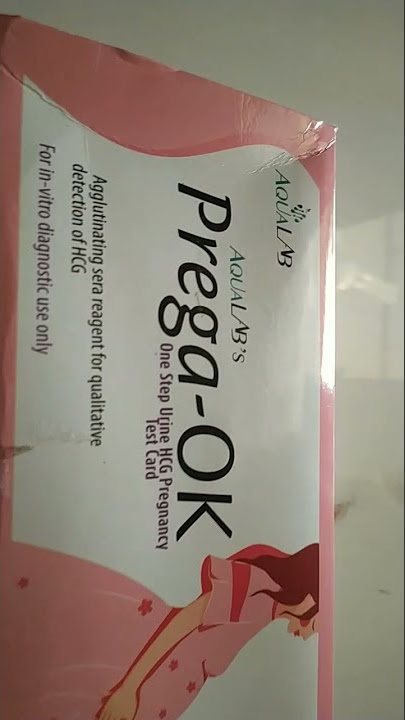 AQUALAB
AQUALAB'S
Prega-OK
One Step Urine HCG Pregnancy
Test Card
Agglutinating sera reagent for qualitative
detection of HCG
For in-vitro diagnostic use only